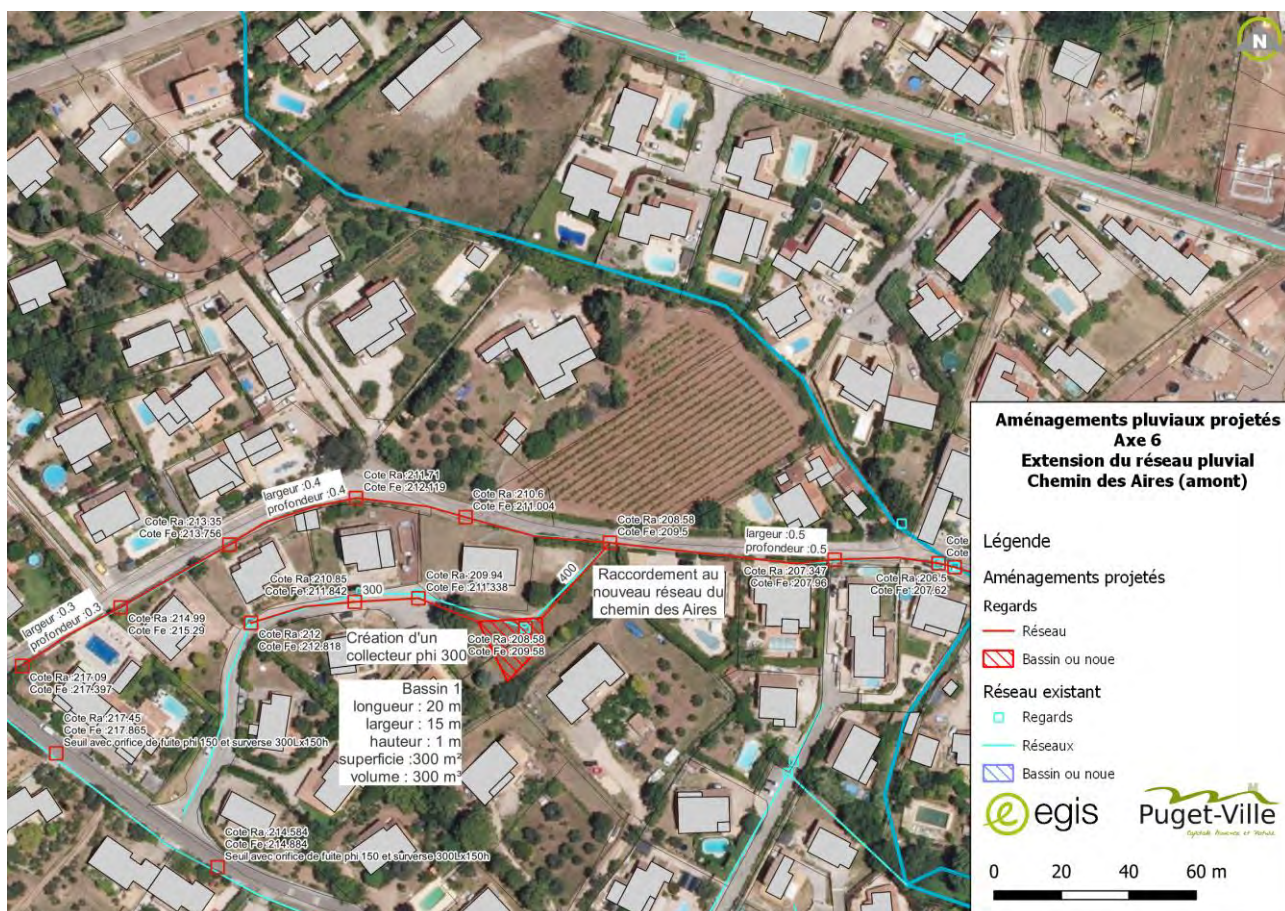 N
largeur :0.4
profondeur :0.4
Cote Ra :211.71
Cote Fe :212.119
Cote Ra :210.6
Cote Fe :211.004
Cote Ra :213.35
Cote Fe :213.756
Cote Ra :208.58
Cote Fe :209.5
largeur :0.5
profondeur :0.5
Cote
Cote
Cote Ra :207.347
Cote Fe :207.96
Cote Ra :206.5
Cote Fe :207.62
largeur :0.3
profondeur :0.3
Cote Ra :214.99
Cote Fe :215.29
Cote Ra :210.85
Cote Fe :211.842
300
Cote Ra :209.94
Cote Fe :211.338
400
Raccordement au
nouveau réseau du
chemin des Aires
Cote Ra :212
Cote Fe :212.818
Création d'un
collecteur phi 300
Cote Ra :208.58
Cote Fe :209.58
Cote Ra :217.09
Cote Fe :217.397
Bassin 1
longueur : 20 m
largeur : 15 m
hauteur : 1 m
superficie :300 m²
volume : 300 m³
Cote Ra :217.45
Cote Fe :217.865
Seuil avec orifice de fuite phi 150 et surverse 300Lx150h
Cote Ra :214.584
Cote Fe :214.884
Seuil avec orifice de fuite phi 150 et surverse 300Lx150h
Aménagements pluviaux projetés
Axe 6
Extension du réseau pluvial
Chemin des Aires (amont)
Légende
Aménagements projetés
Regards
Réseau
Bassin ou noue
Réseau existant
Regards
Réseaux
Bassin ou noue
egis
Puget-Ville
0 20 40 60 m